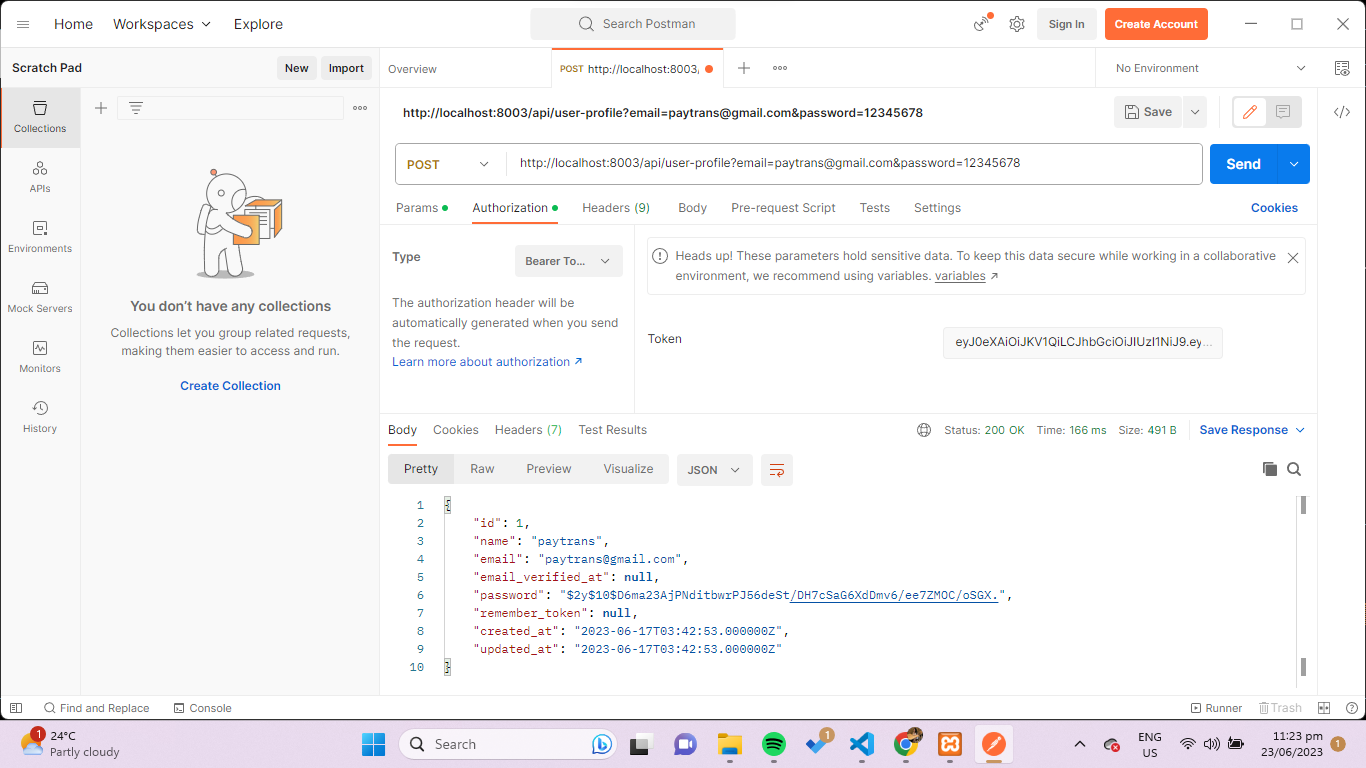 Home Workspaces Explore Search Postman Sign In Create Account
Scratch Pad New Import Overview POST http://localhost:8003, No Environment
http://localhost:8003/api/user-profile?email=paytrans@gmail.com&password=12345678 Save
POST http://localhost:8003/api/user-profile?email=paytrans@gmail.com&password=12345678 Send
Params Authorization Headers (9) Body Pre-request Script Tests Settings Cookies
Collections
APIs
Environments
Mock Servers
Monitors
History
You don't have any collections
Collections let you group related requests,
making them easier to access and run.
Create Collection
Type Bearer To...
The authorization header will be
automatically generated when you send
the request.
Learn more about authorization ↗
Heads up! These parameters hold sensitive data. To keep this data secure while working in a collaborative
environment, we recommend using variables. variables ↗
Token eyJ0eXAiOiJKV1QiLCJhbGciOiJIUzI1NiJ9.ey...
Body Cookies Headers (7) Test Results Status: 200 OK Time: 166 ms Size: 491 B Save Response
Pretty Raw Preview Visualize JSON
1 {
2 "id": 1,
3 "name": "paytrans",
4 "email": "paytrans@gmail.com",
5 "email_verified_at": null,
6 "password": "$2y$10$D6ma23AjPNditbwrPJ56deSt/DH7cSaG6XdDmv6/ee7ZMOC/oSGX.",
7 "remember_token": null,
8 "created_at": "2023-06-17T03:42:53.000000Z",
9 "updated_at": "2023-06-17T03:42:53.000000Z"
10 }
Find and Replace Console Runner Trash
1 24°C
Partly cloudy
Search
1
ENG
US
11:23 pm
23/06/2023
1